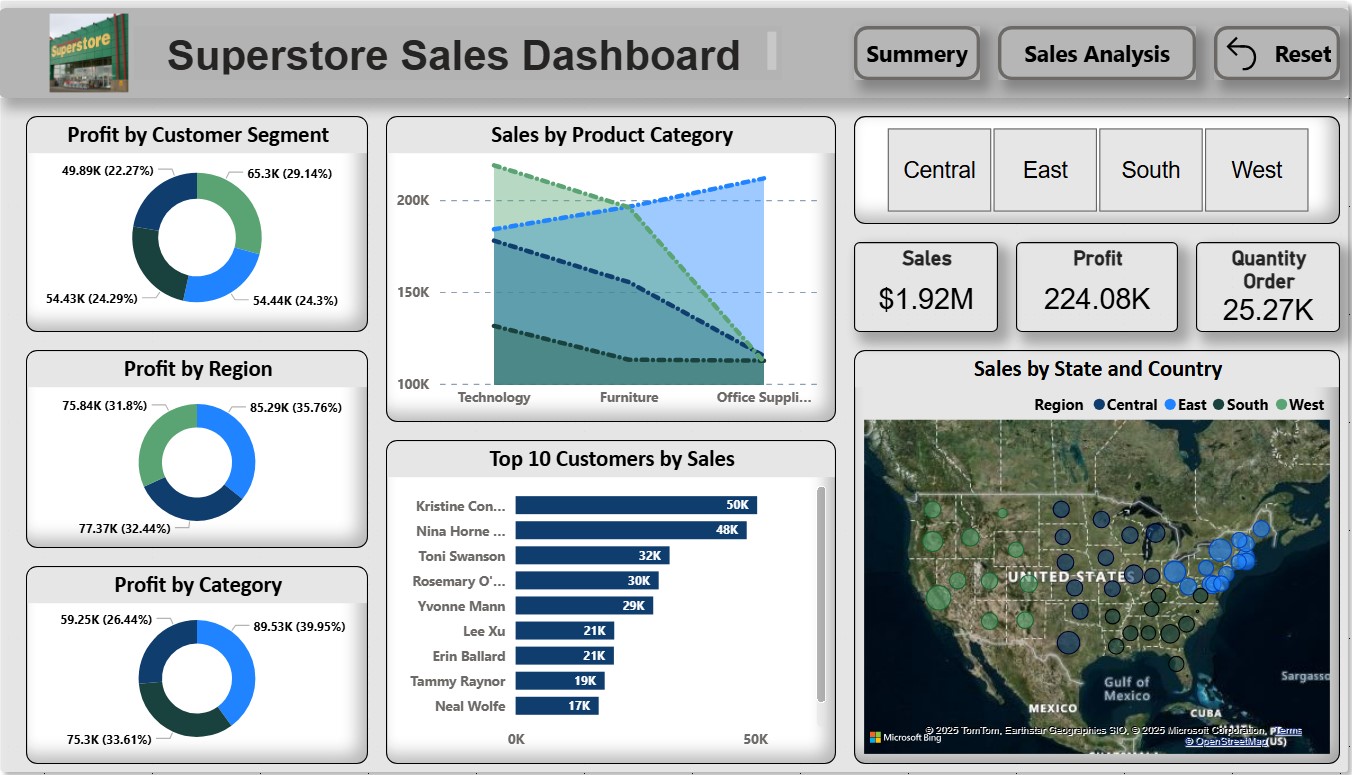 Superstore
Superstore Sales Dashboard
Summery
Sales Analysis
Reset
Profit by Customer Segment
49.89K (22.27%)
65.3K (29.14%)
54.43K (24.29%)
54.44K (24.3%)
Profit by Region
75.84K (31.8%)
85.29K (35.76%)
77.37K (32.44%)
Profit by Category
59.25K (26.44%)
89.53K (39.95%)
75.3K (33.61%)
Sales by Product Category
200K
150K
100K
Technology
Furniture
Office Suppli...
Top 10 Customers by Sales
Kristine Con...
50K
Nina Horne ...
48K
Toni Swanson
32K
Rosemary O'...
30K
Yvonne Mann
29K
Lee Xu
21K
Erin Ballard
21K
Tammy Raynor
19K
Neal Wolfe
17K
0K
50K
Central
East
South
West
Sales
$1.92M
Profit
224.08K
Quantity
Order
25.27K
Sales by State and Country
Region
Central
East
South
West
UNITED STATES
Gulf of
Mexico
Sargasso
MEXICO
CUBA
Microsoft Bing
© 2025 TomTom, Earthstar Geographics SIO, © 2025 Microsoft Corporation, Terms
© OpenStreetMap
(US)